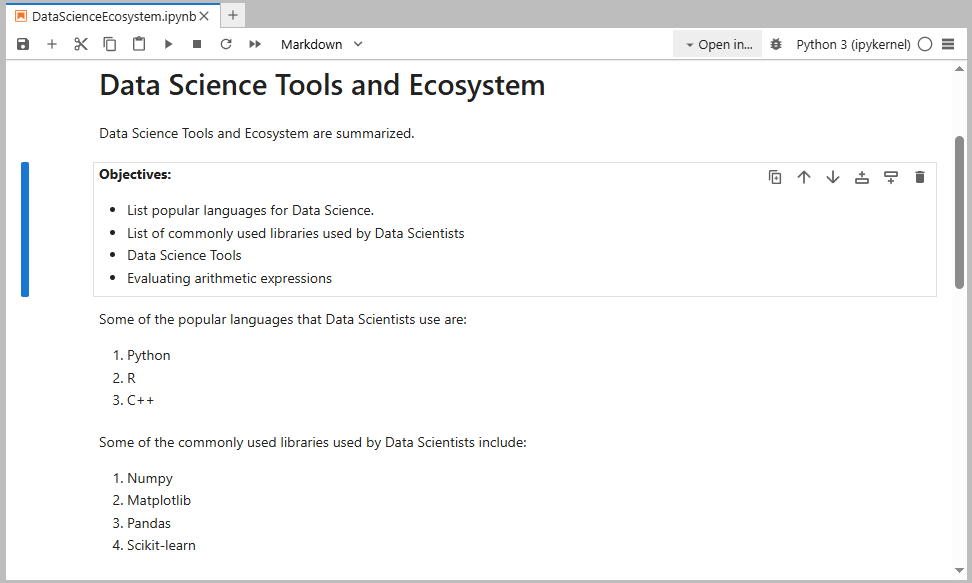 DataScienceEcosystem.ipynb
Markdown
Open in...
Python 3 (ipykernel)
Data Science Tools and Ecosystem
Data Science Tools and Ecosystem are summarized.
Objectives:
• List popular languages for Data Science.
• List of commonly used libraries used by Data Scientists
• Data Science Tools
• Evaluating arithmetic expressions
Some of the popular languages that Data Scientists use are:
1. Python
2. R
3. C++
Some of the commonly used libraries used by Data Scientists include:
1. Numpy
2. Matplotlib
3. Pandas
4. Scikit-learn